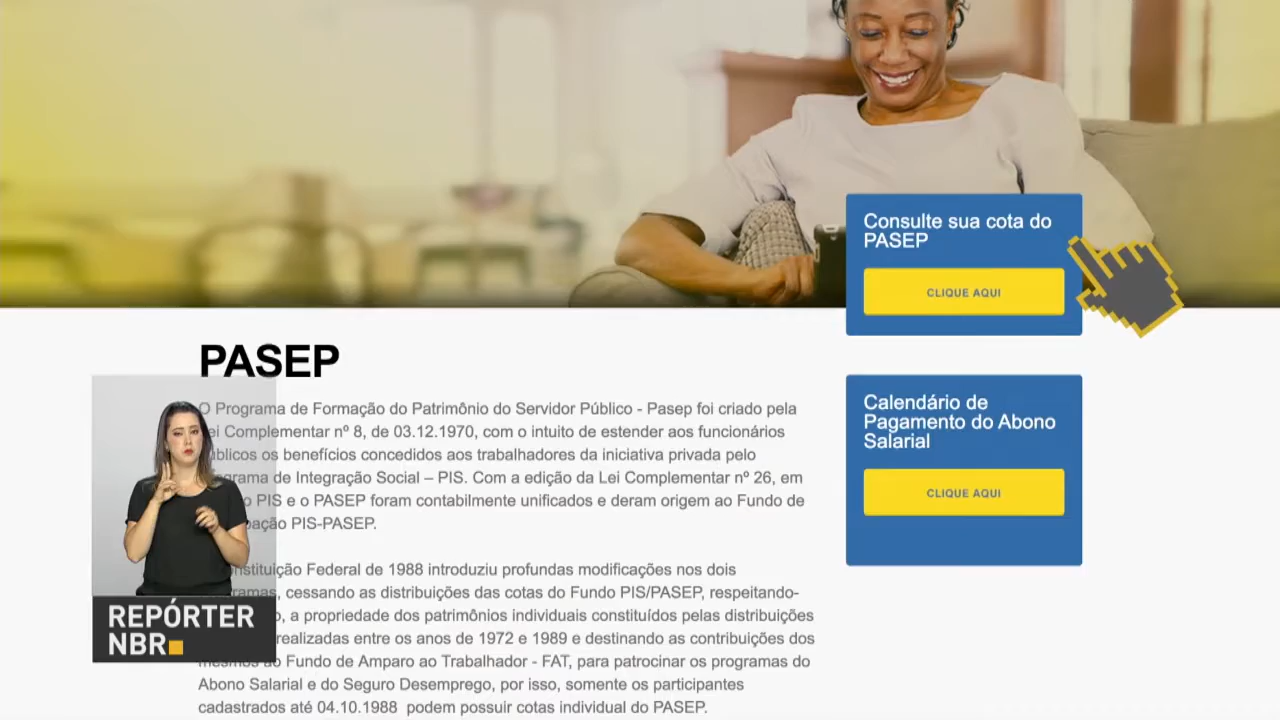 Consulte sua cota do
PASEP
CLIQUE AQUI
PASEP
O Programa de Formação do Patrimônio do Servidor Público - Pasep foi criado pela
Lei Complementar nº 8, de 03.12.1970, com o intuito de estender aos funcionários
públicos os benefícios concedidos aos trabalhadores da iniciativa privada pelo
Programa de Integração Social – PIS. Com a edição da Lei Complementar nº 26, em
o PIS e o PASEP foram contabilmente unificados e deram origem ao Fundo de
PIS-PASEP.
Federal de 1988 introduziu profundas modificações nos dois
cessando as distribuições das cotas do Fundo PIS/PASEP, respeitando-
a propriedade dos patrimônios individuais constituídos pelas distribuições
realizadas entre os anos de 1972 e 1989 e destinando as contribuições dos
mesmos ao Fundo de Amparo ao Trabalhador - FAT, para patrocinar os programas do
Abono Salarial e do Seguro Desemprego, por isso, somente os participantes
cadastrados até 04.10.1988 podem possuir cotas individual do PASEP.
Calendário de
Pagamento do Abono
Salarial
CLIQUE AQUI
REPÓRTER
NBR